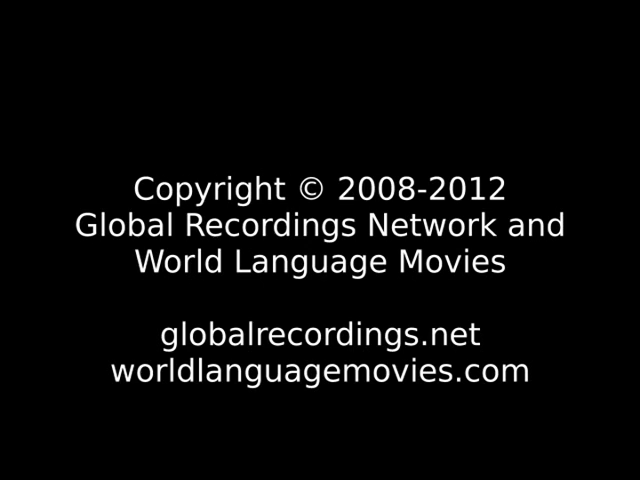 Copyright © 2008-2012
Global Recordings Network and
World Language Movies
globalrecordings.net
worldlanguagemovies.com